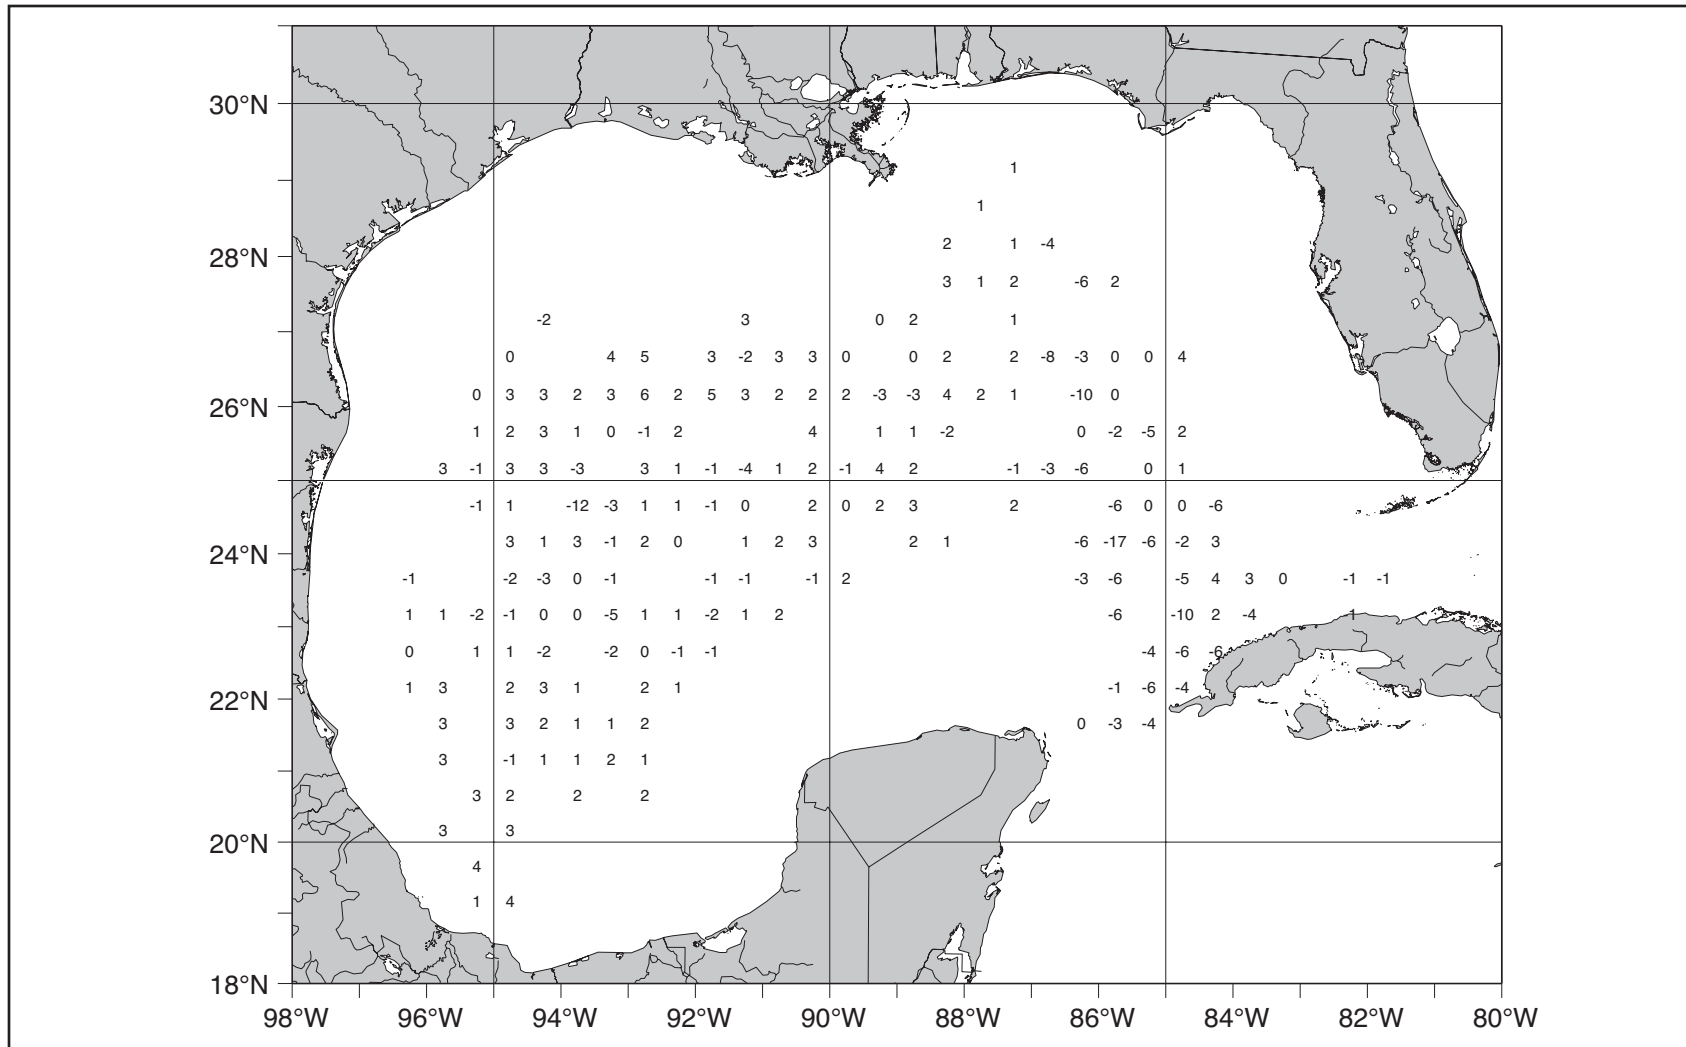 30°N
1
1
2 1 -4
28°N
3 1 2 -6 2
-2 3 0 2 1
0 4 5 3 -2 3 3 0 0 2 2 -8 -3 0 0 4
0 3 3 2 3 6 2 5 3 2 2 2 -3 -3 4 2 1 -10 0
26°N
1 2 3 1 0 -1 2 4 1 1 -2 0 -2 -5 2
3 -1 3 3 -3 3 1 -1 -4 1 2 -1 4 2 -1 -3 -6 0 1
-1 1 -12 -3 1 1 -1 0 2 0 2 3 2 -6 0 0 -6
3 1 3 -1 2 0 1 2 3 2 1 -6 -17 -6 -2 3
24°N
-1 -2 -3 0 -1 -1 -1 -1 2 -3 -6 -5 4 3 0 -1 -1
1 1 -2 -1 0 0 -5 1 1 -2 1 2 -6 -10 2 -4 1
0 1 1 -2 -2 0 -1 -1 -4 -6 -6
1 3 2 3 1 2 1 -1 -6 -4
22°N
3 3 2 1 1 2 0 -3 -4
3 -1 1 1 2 1
3 2 2 2
3 3
20°N
4
1 4
18°N
98°W 96°W 94°W 92°W 90°W 88°W 86°W 84°W 82°W 80°W